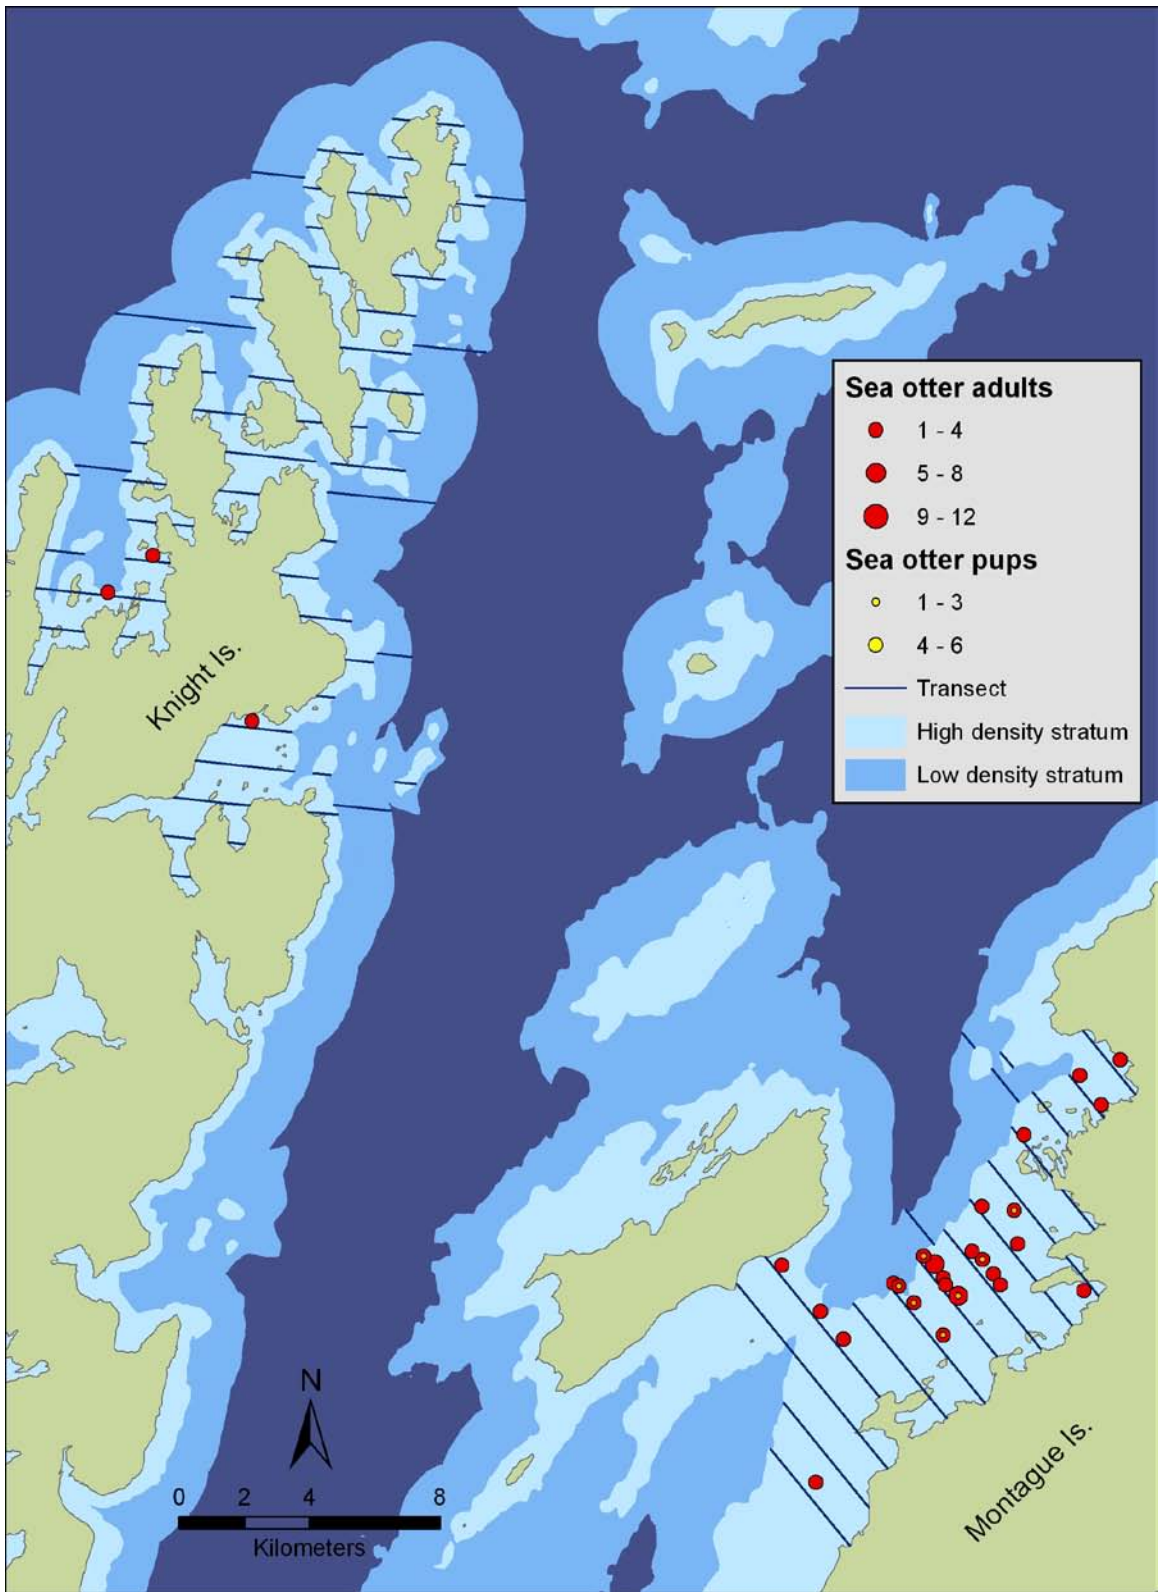 Sea otter adults
1 - 4
5 - 8
9 - 12
Sea otter pups
1 - 3
4 - 6
Transect
High density stratum
Low density stratum
Knight Is.
Montague Is.
N
0 2 4 8
Kilometers